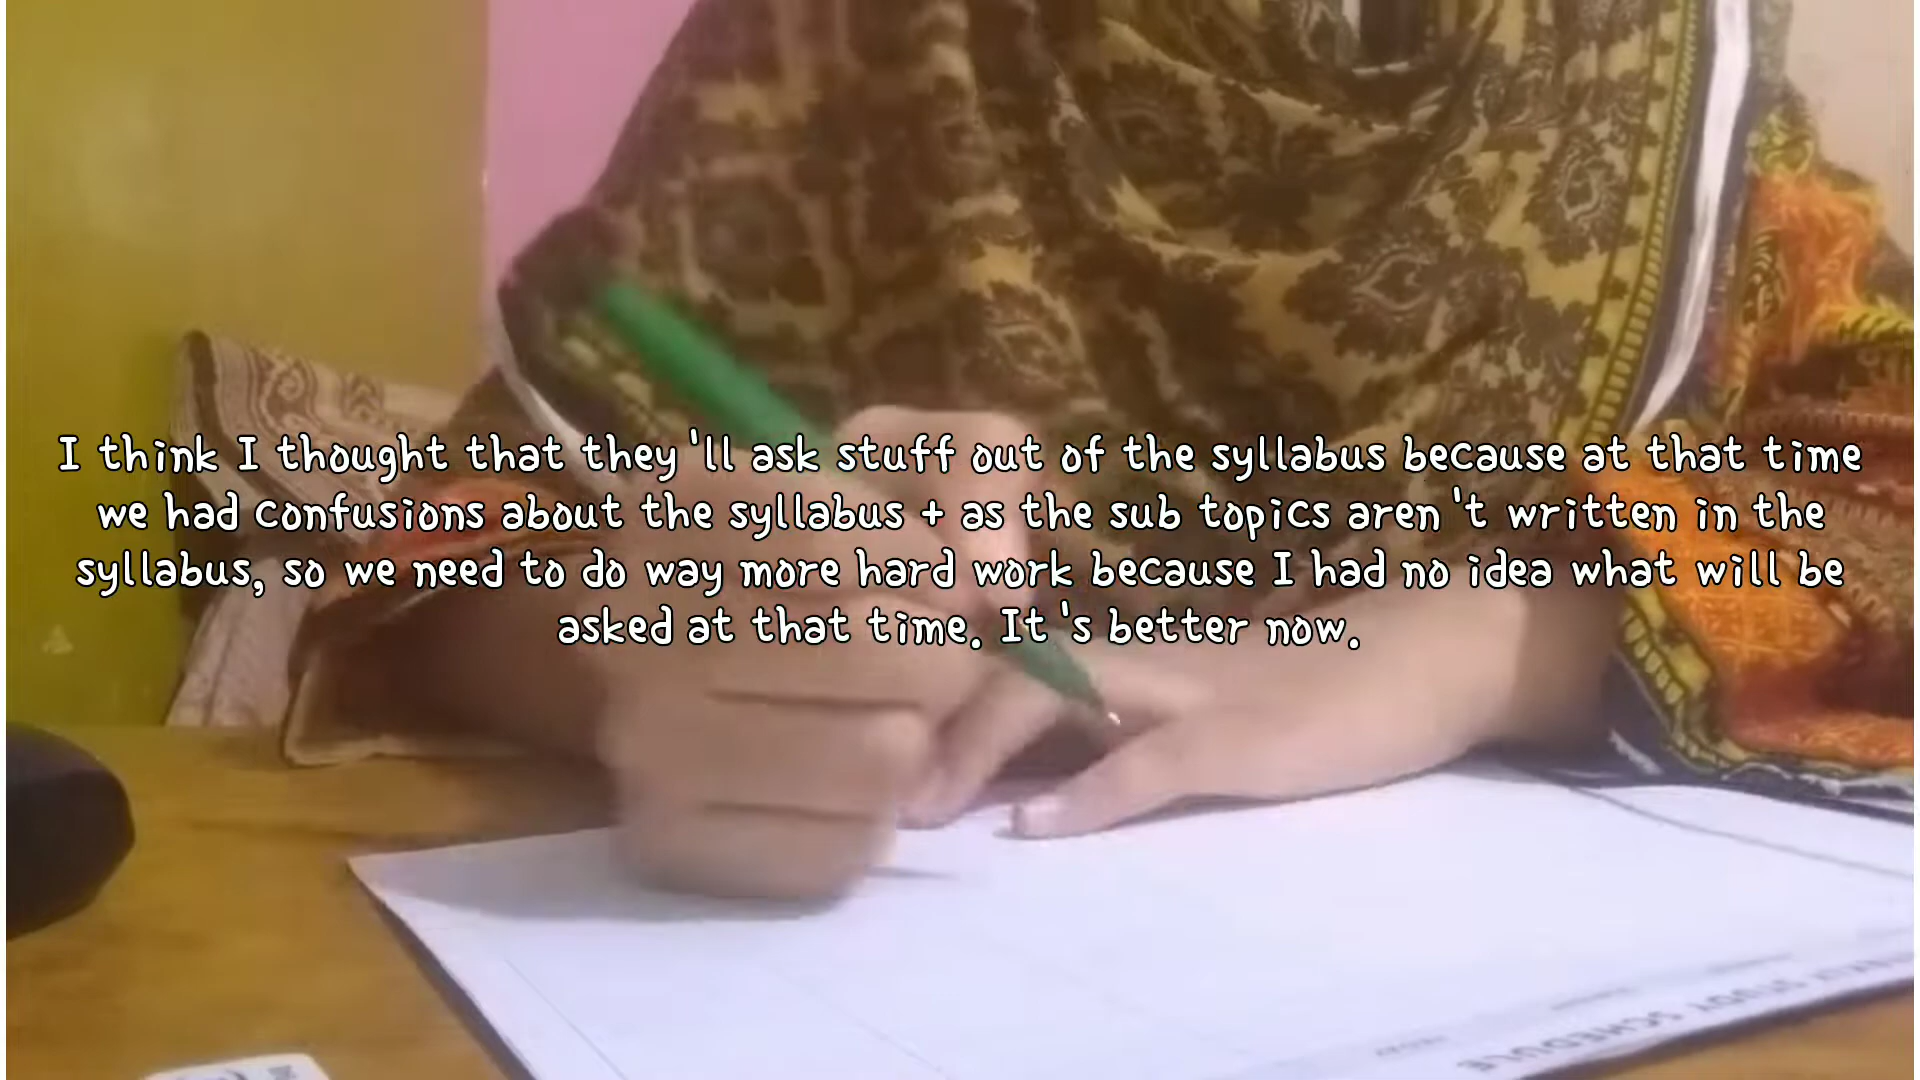 I think I thought that they'll ask stuff out of the syllabus because at that time
we had confusions about the syllabus + as the sub topics aren't written in the
syllabus, so we need to do way more hard work because I had no idea what will be
asked at that time. It's better now.
STUDY SCHEDULE